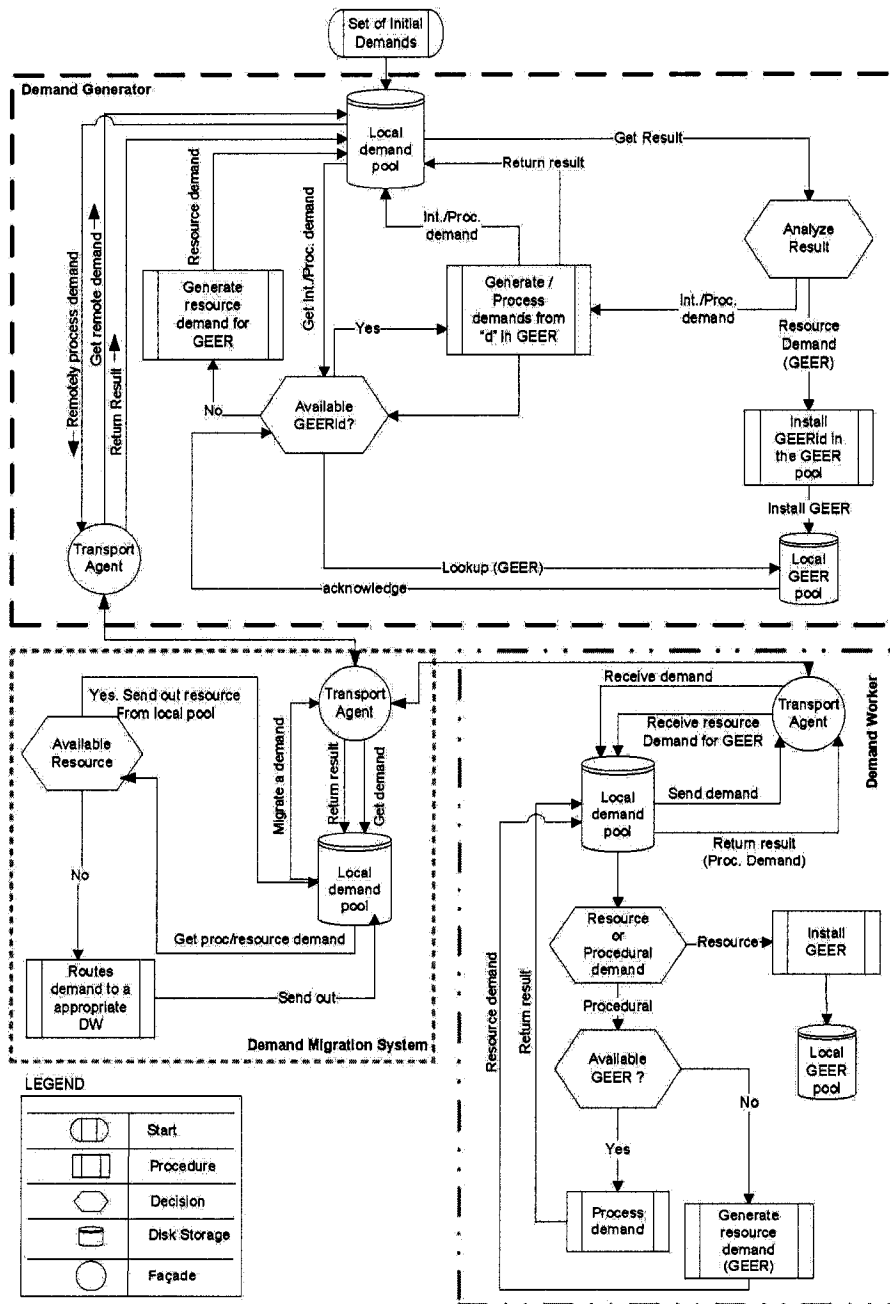 Set of Initial
Demands
Demand Generator
Local
demand
pool
Get Result
Return result
Resource demand
Int./Proc.
demand
Get Int./Proc. demand
Analyze
Result
Remotely process demand
Get remote demand
Return Result
Generate
resource
demand for
GEER
Generate /
Process
demands from
"d" in GEER
Int./Proc.
demand
Yes
Resource
Demand
(GEER)
No
Available
GEERId?
Install
GEERId in
the GEER
pool
Install GEER
Transport
Agent
Lookup (GEER)
acknowledge
Local
GEER
pool
Yes. Send out resource
From local pool
Transport
Agent
Available
Resource
Migrate a demand
Return result
Get demand
Local
demand
pool
No
Get proc/resource demand
Routes
demand to a
appropriate
DW
Send out
Demand Migration System
Receive demand
Transport
Agent
Demand Worker
Receive resource
Demand for GEER
Local
demand
pool
Send demand
Return result
(Proc. Demand)
Resource
or
Procedural
demand
Resource
Install
GEER
Resource demand
Return result
Procedural
Available
GEER ?
Local
GEER
pool
No
Yes
Process
demand
Generate
resource
demand
(GEER)
LEGEND
Start
Procedure
Decision
Disk Storage
Façade